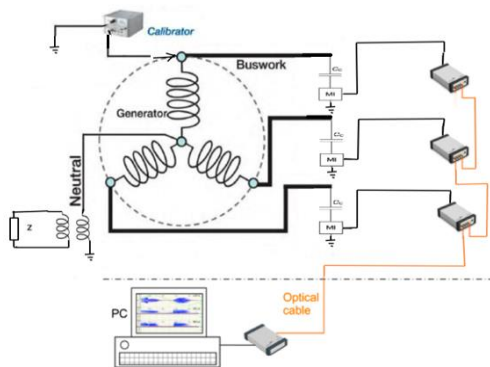 Calibrator
Buswork
Generator
Neutral
Z
Cc
MI
Cc
MI
Cc
MI
PC
Optical
cable